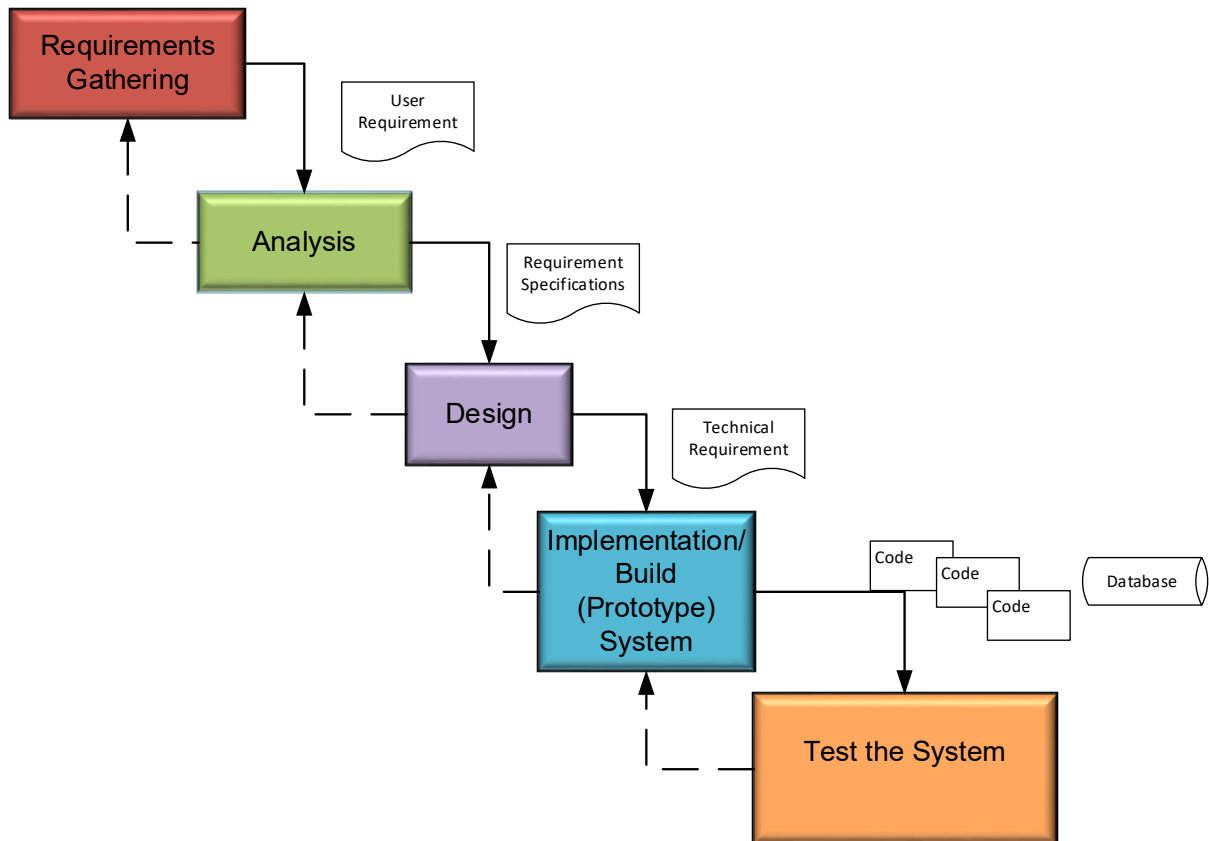 Requirements
Gathering
User
Requirement
Analysis
Requirement
Specifications
Design
Technical
Requirement
Implementation/
Build
(Prototype)
System
Code
Code
Code
Database
Test the System